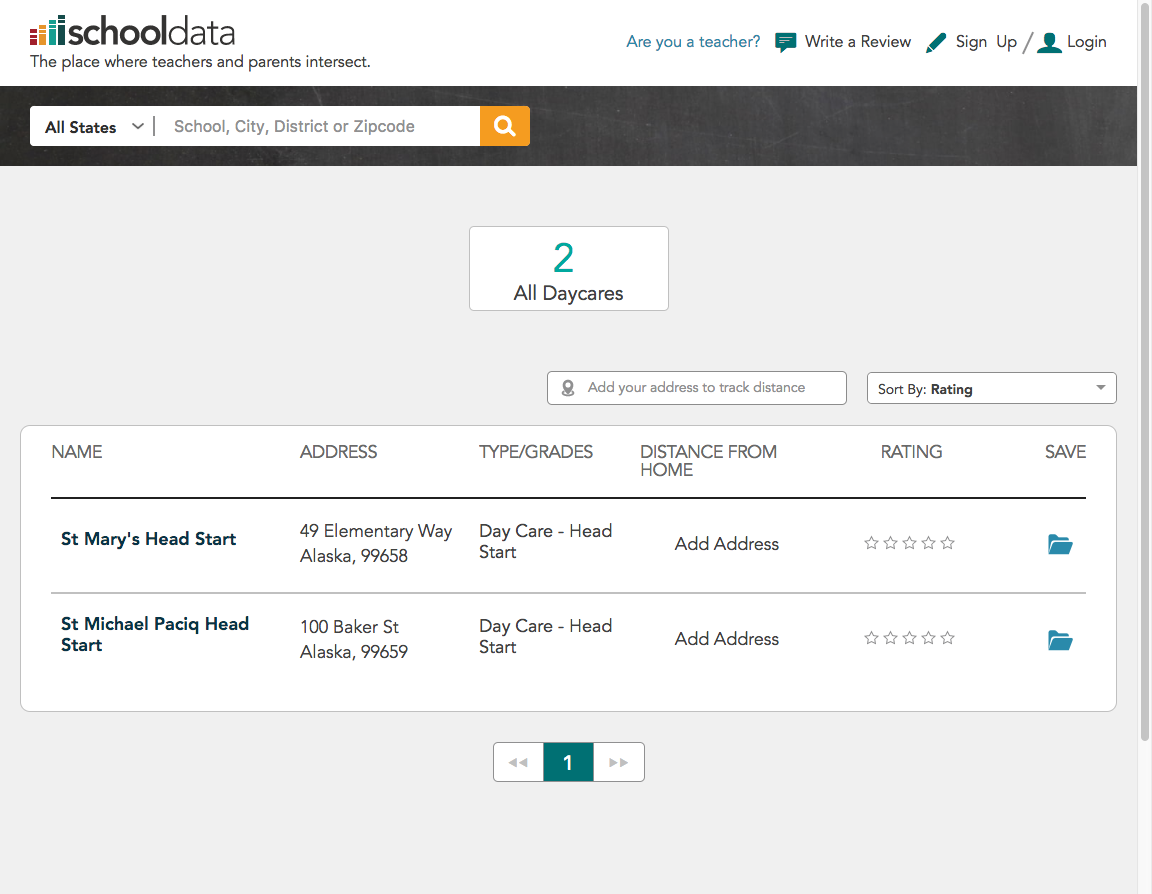 schooldata
The place where teachers and parents intersect.
Are you a teacher? Write a Review Sign Up / Login
All States | School, City, District or Zipcode
2
All Daycares
Add your address to track distance
Sort By: Rating
NAME ADDRESS TYPE/GRADES DISTANCE FROM RATING SAVE
HOME
St Mary's Head Start 49 Elementary Way Day Care - Head Add Address
Alaska, 99658 Start
St Michael Paciq Head 100 Baker St Day Care - Head Add Address
Start Alaska, 99659 Start
1